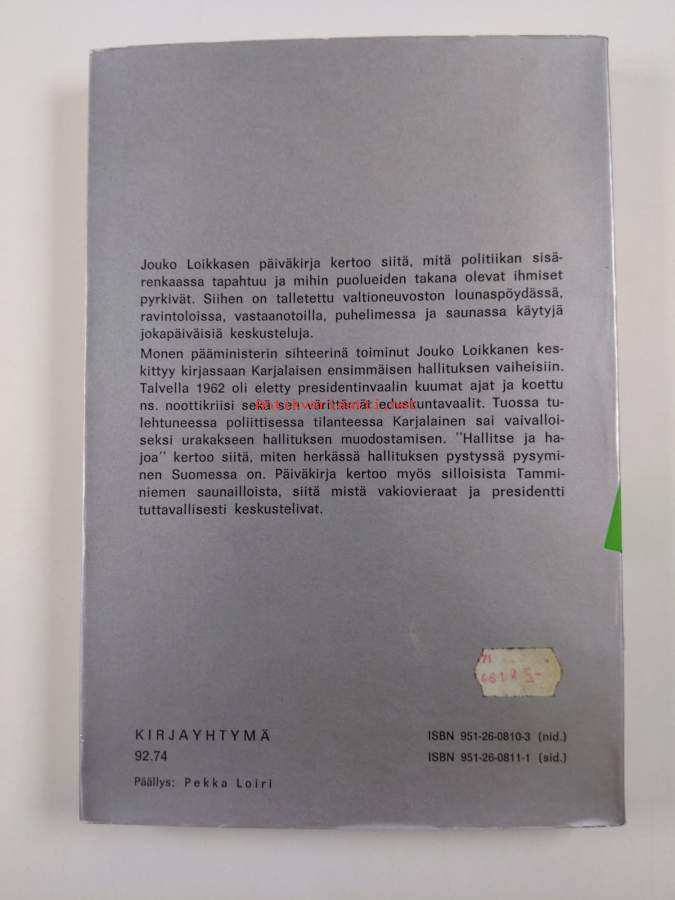 Jouko Loikkasen päiväkirja kertoo siitä, mitä politiikan sisä-
renkaassa tapahtuu ja mihin puolueiden takana olevat ihmiset
pyrkivät. Siihen on talletettu valtioneuvoston lounaspöydässä,
ravintoloissa, vastaanotoilla, puhelimessa ja saunassa käytyjä
jokapäiväisiä keskusteluja.
Monen pääministerin sihteerinä toiminut Jouko Loikkanen kes-
kittyy kirjassaan Karjalaisen ensimmäisen hallituksen vaiheisiin.
Talvella 1962 oli eletty presidentinvaalin kuumat ajat ja koettu
ns. noottikriisi sekä sen värittämät eduskuntavaalit. Tuossa tu-
lehtuneessa poliittisessa tilanteessa Karjalainen sai vaivalloi-
seksi urakakseen hallituksen muodostamisen. "Hallitse ja ha-
joa" kertoo siitä, miten herkässä hallituksen pystyssä pysymi-
nen Suomessa on. Päiväkirja kertoo myös silloisista Tammi-
niemen saunailloista, siitä mistä vakiovieraat ja presidentti
tuttavallisesti keskustelivat.
71
KIRJAYHTYMÄ
92.74
Päällys: Pekka Loiri
ISBN 951-26-0810-3 (nid.)
ISBN 951-26-0811-1 (sid.)